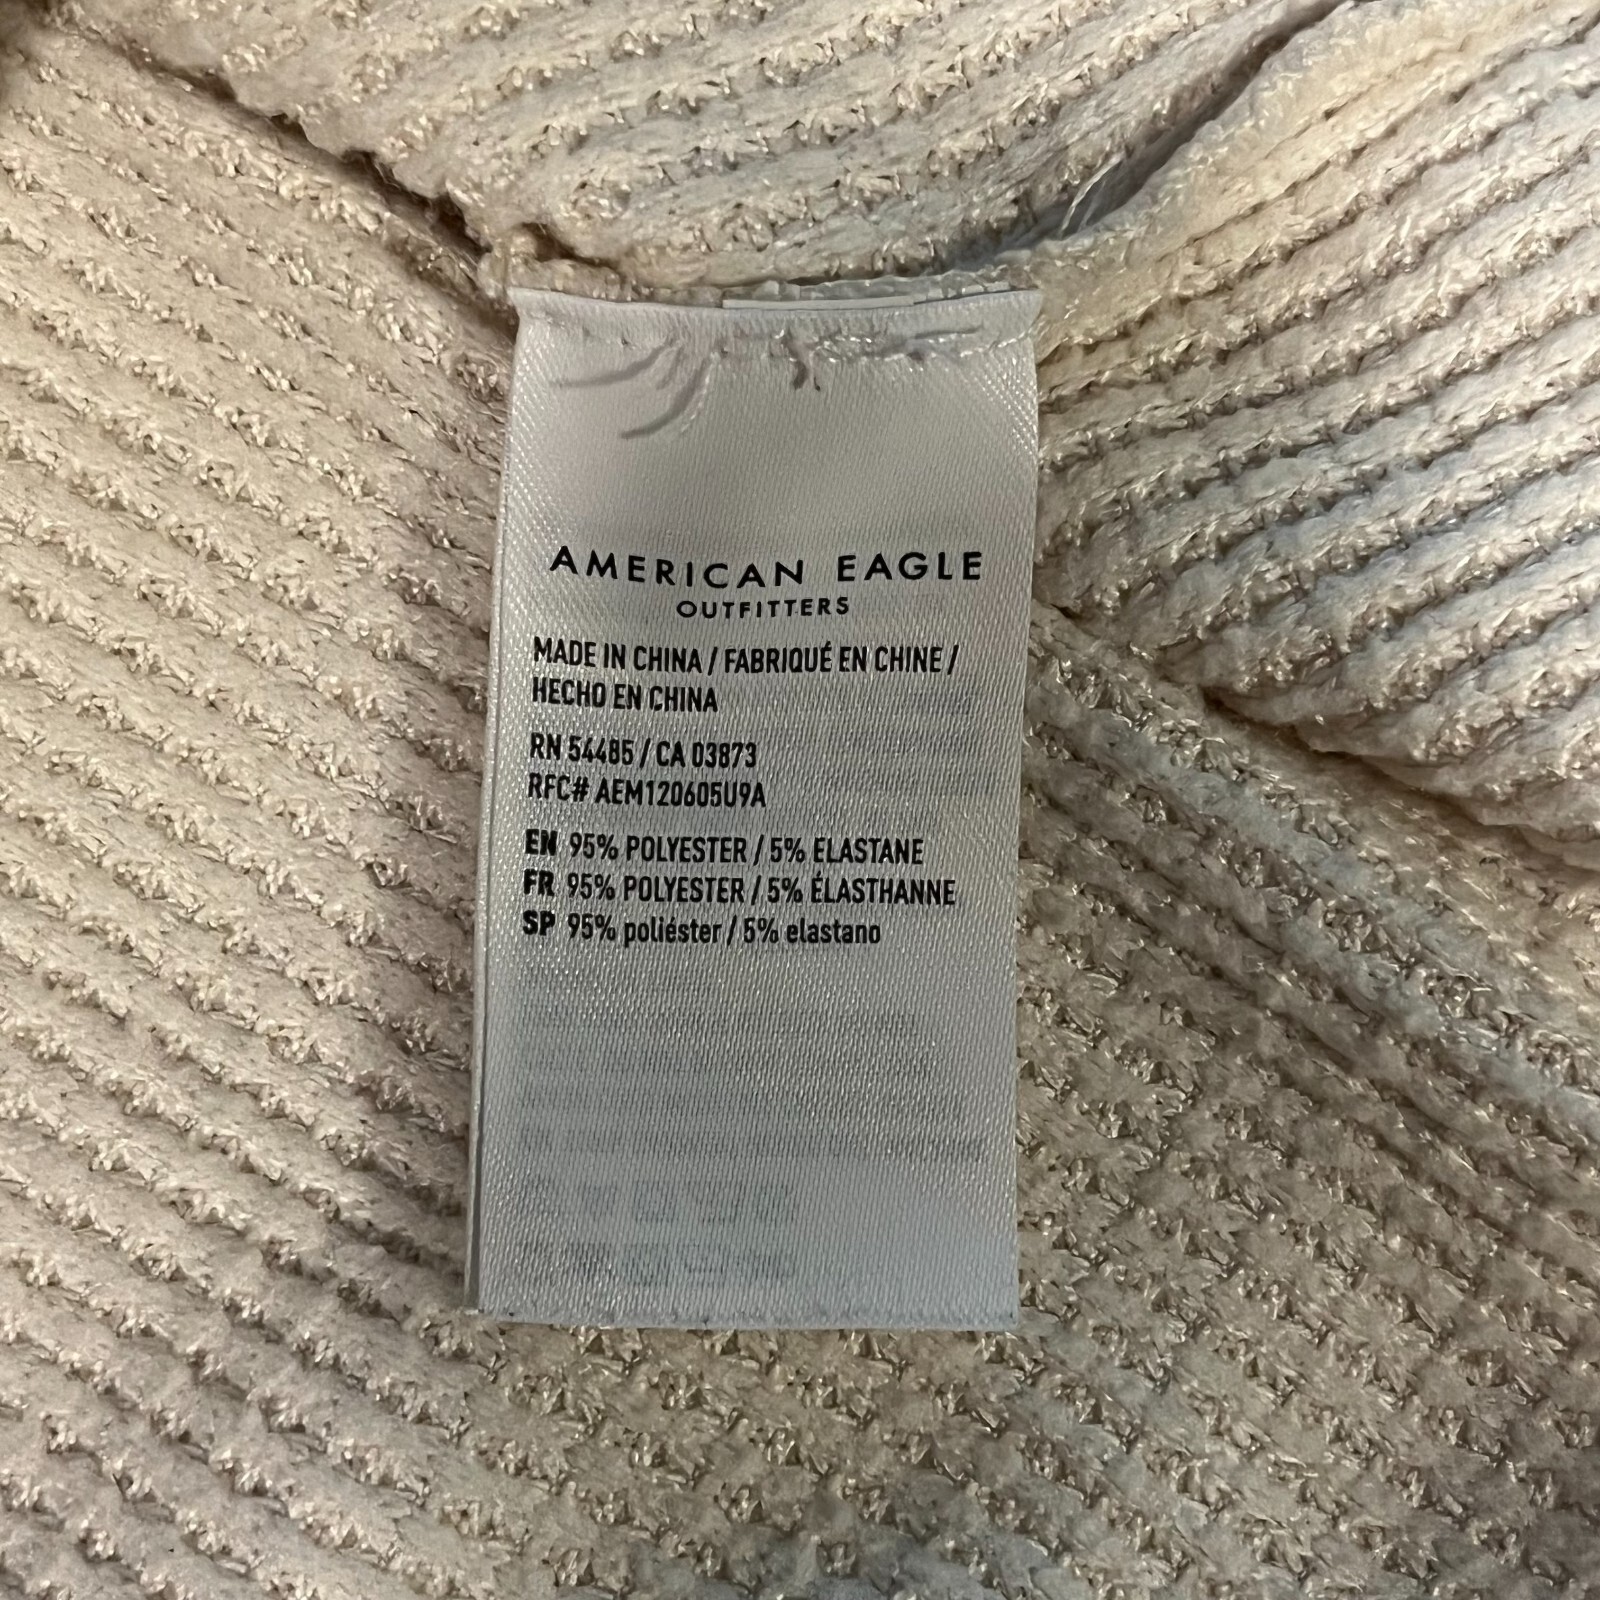 AMERICAN EAGLE
OUTFITTERS
MADE IN CHINA / FABRIQUÉ EN CHINE /
HECHO EN CHINA
RN 54485 / CA 03873
RFC# AEM120605U9A
EN 95% POLYESTER / 5% ELASTANE
FR 95% POLYESTER / 5% ÉLASTHANNE
SP 95% poliéster / 5% elastano